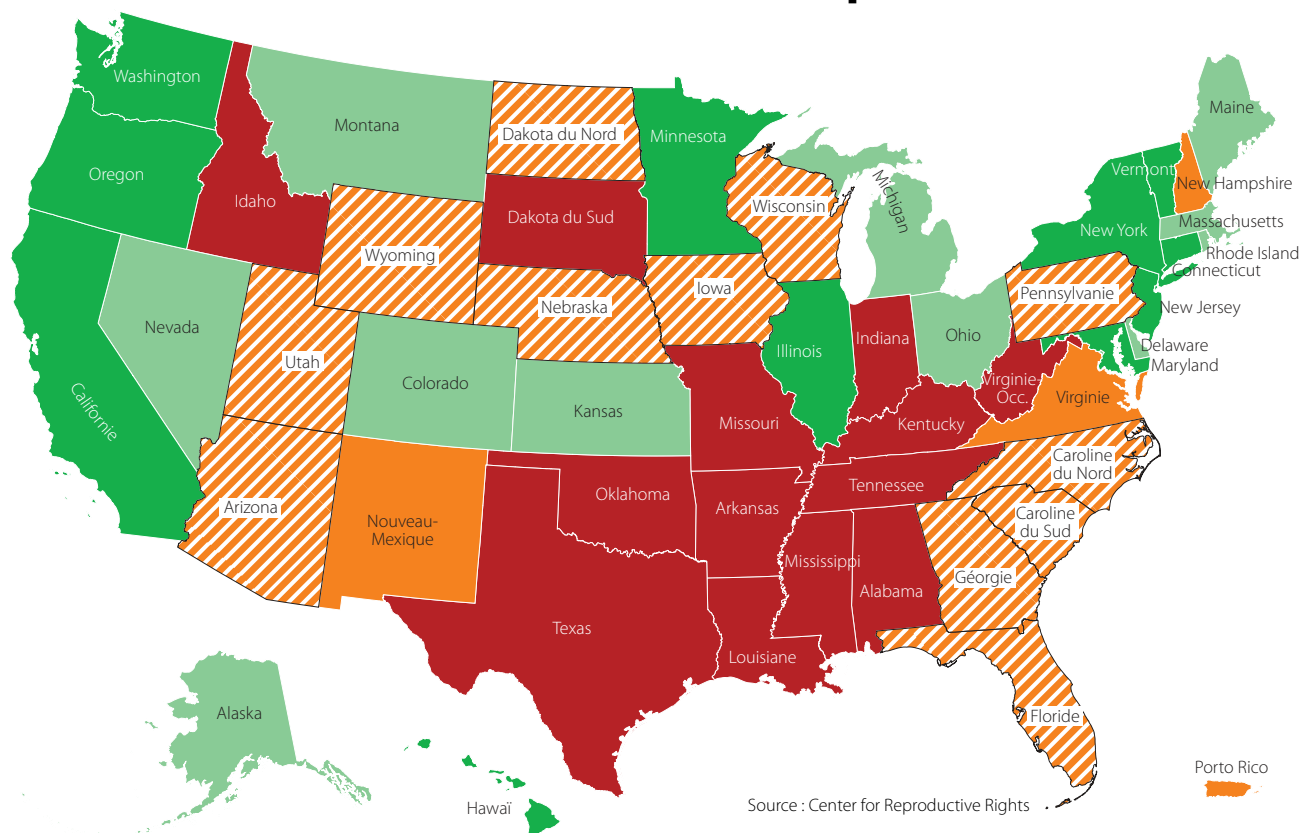 Washington
Oregon
Californie
Idaho
Nevada
Montana
Wyoming
Utah
Arizona
Colorado
Nouveau-
Mexique
Dakota du Nord
Dakota du Sud
Nebraska
Kansas
Oklahoma
Texas
Minnesota
Iowa
Missouri
Arkansas
Louisiane
Wisconsin
Illinois
Michigan
Indiana
Ohio
Kentucky
Tennessee
Mississippi
Alabama
Géorgie
Floride
Caroline
du Sud
Caroline
du Nord
Virginie
Virginie-
Occ.
Pennsylvanie
New York
Vermont
Maine
New Hampshire
Massachusetts
Rhode Island
Connecticut
New Jersey
Delaware
Maryland
Alaska
Hawaï
Porto Rico
Source : Center for Reproductive Rights